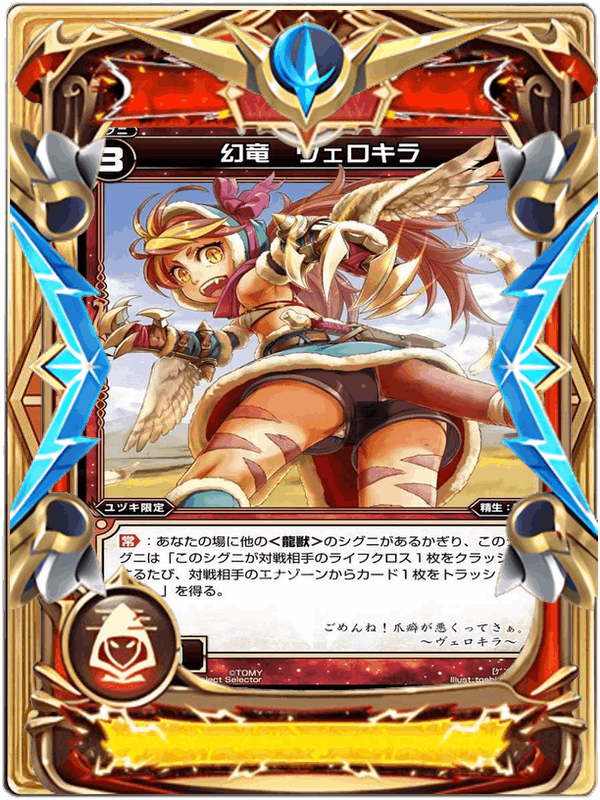 3
幻竜 ヴェロキラ
ユヅキ限定
精生:
常:あなたの場に他の<龍獣>のシグニがあるかぎり、この
グニは「このシグニが対戦相手のライフクロス1枚をクラッシ
るたび、対戦相手のエナゾーンからカード1枚をトラッシ
」を得る。
ごめんね!爪癖が悪くってさぁ。
~ヴェロキラ~
©TOMY
Selector
Illust